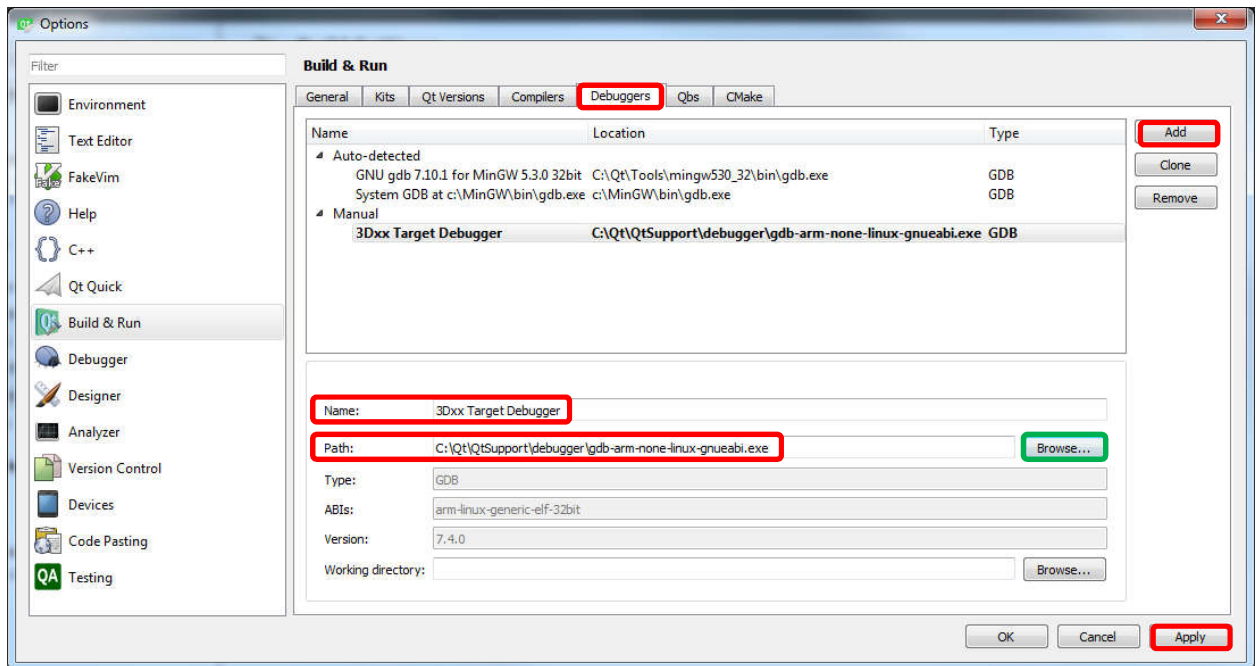 Options
Filter
Environment
Text Editor
FakeVim
Help
C++
Qt Quick
Build & Run
Debugger
Designer
Analyzer
Version Control
Devices
Code Pasting
QA Testing
Build & Run
General Kits Qt Versions Compilers Debuggers Qbs CMake
Name Location Type
Auto-detected
GNU gdb 7.10.1 for MinGW 5.3.0 32bit C:\Qt\Tools\mingw530_32\bin\gdb.exe GDB
System GDB at c:\MinGW\bin\gdb.exe c:\MinGW\bin\gdb.exe GDB
Manual
3Dxx Target Debugger C:\Qt\QtSupport\debugger\gdb-arm-none-linux-gnueabi.exe GDB
Add
Clone
Remove
Name: 3Dxx Target Debugger
Path: C:\Qt\QtSupport\debugger\gdb-arm-none-linux-gnueabi.exe Browse...
Type: GDB
ABIs: arm-linux-generic-elf-32bit
Version: 7.4.0
Working directory: Browse...
OK Cancel Apply